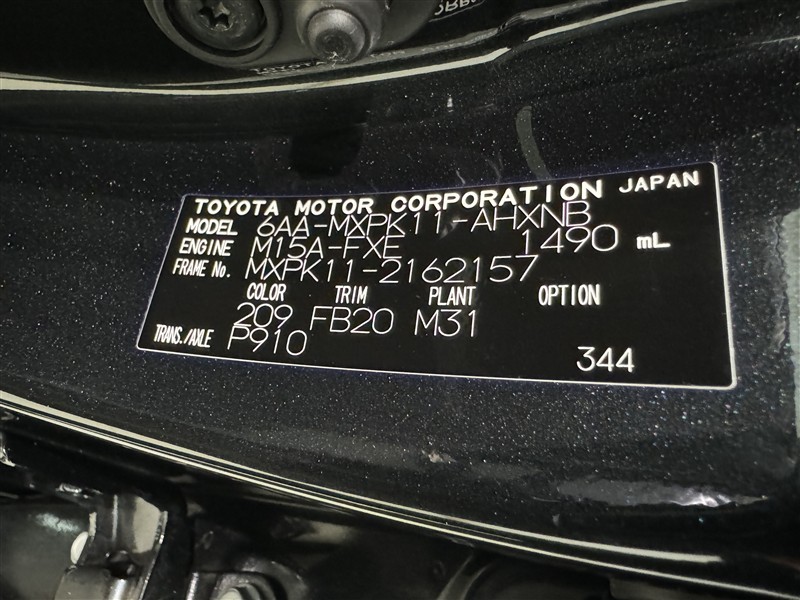 TOYOTA
TOYOTA MOTOR CORPORATION JAPAN
MODEL 6AA-MXPK11-AHXNB
ENGINE M15A-FXE 1490 mL
FRAME No. MXPK11-2162157
COLOR TRIM PLANT OPTION
209 FB20 M31
TRANS./AXLE P910 344